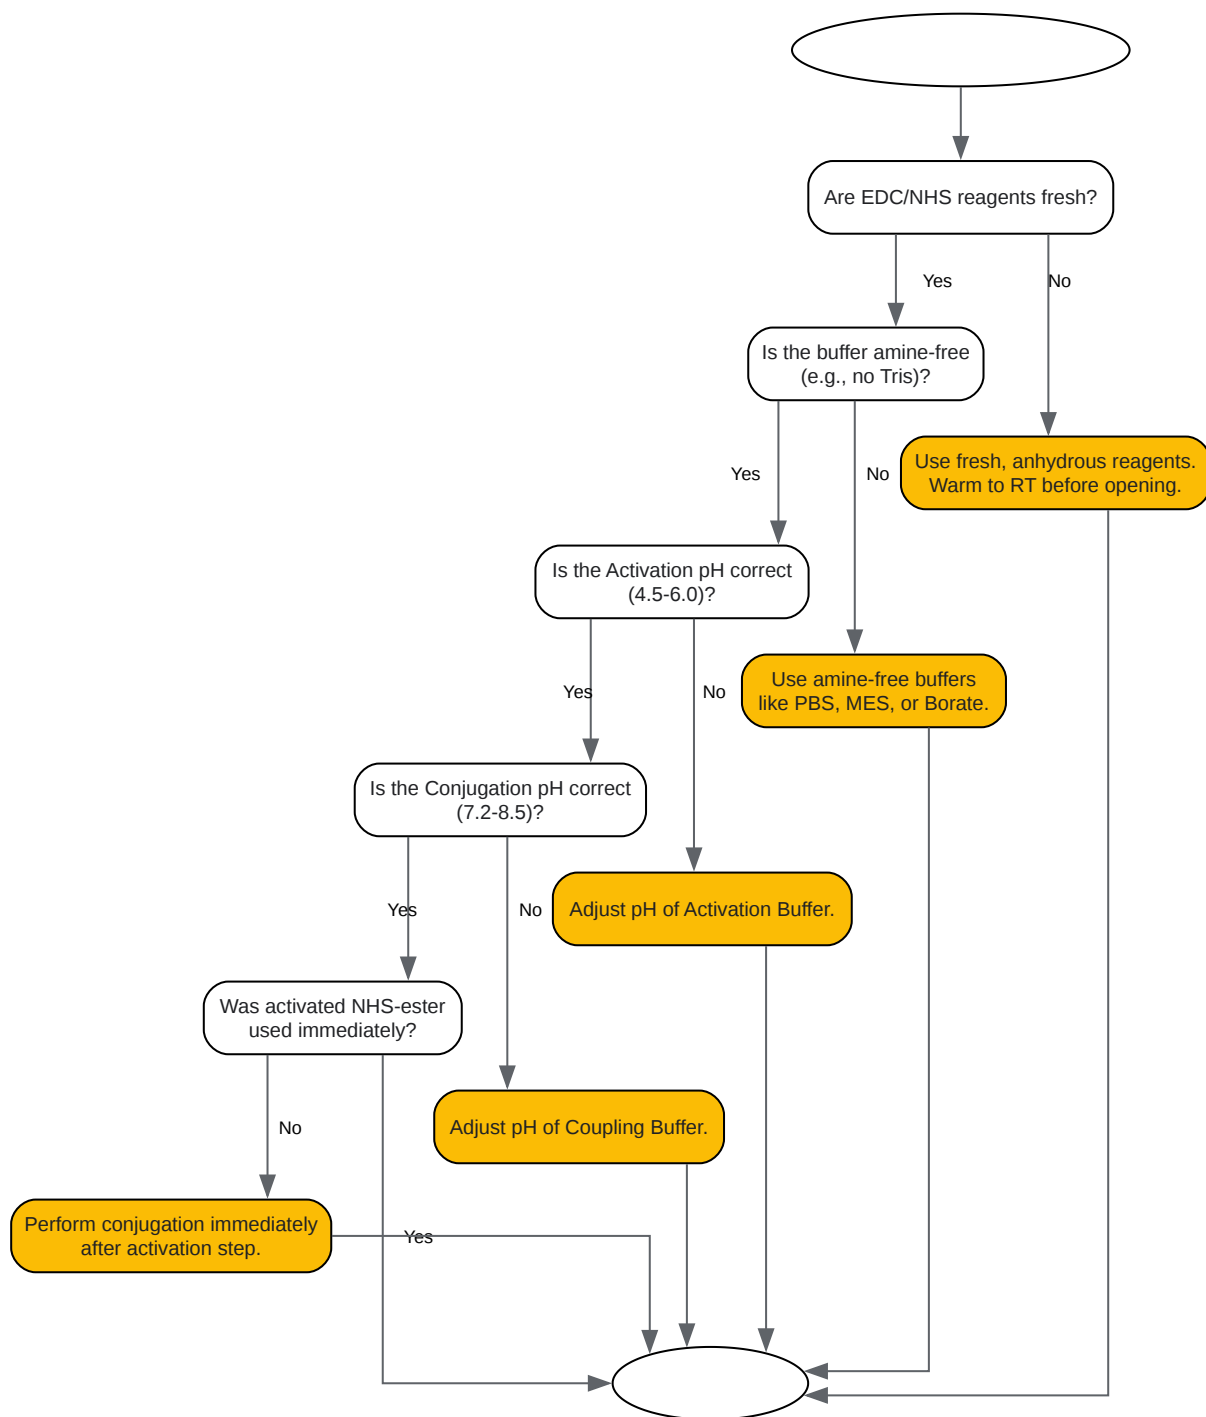 Are EDC/NHS reagents fresh?
Yes
No
Is the buffer amine-free
(e.g., no Tris)?
Yes
No
Use fresh, anhydrous reagents.
Warm to RT before opening.
Is the Activation pH correct
(4.5-6.0)?
Yes
No
Use amine-free buffers
like PBS, MES, or Borate.
Is the Conjugation pH correct
(7.2-8.5)?
Yes
No
Adjust pH of Activation Buffer.
Was activated NHS-ester
used immediately?
No
Adjust pH of Coupling Buffer.
Perform conjugation immediately
after activation step.
Yes